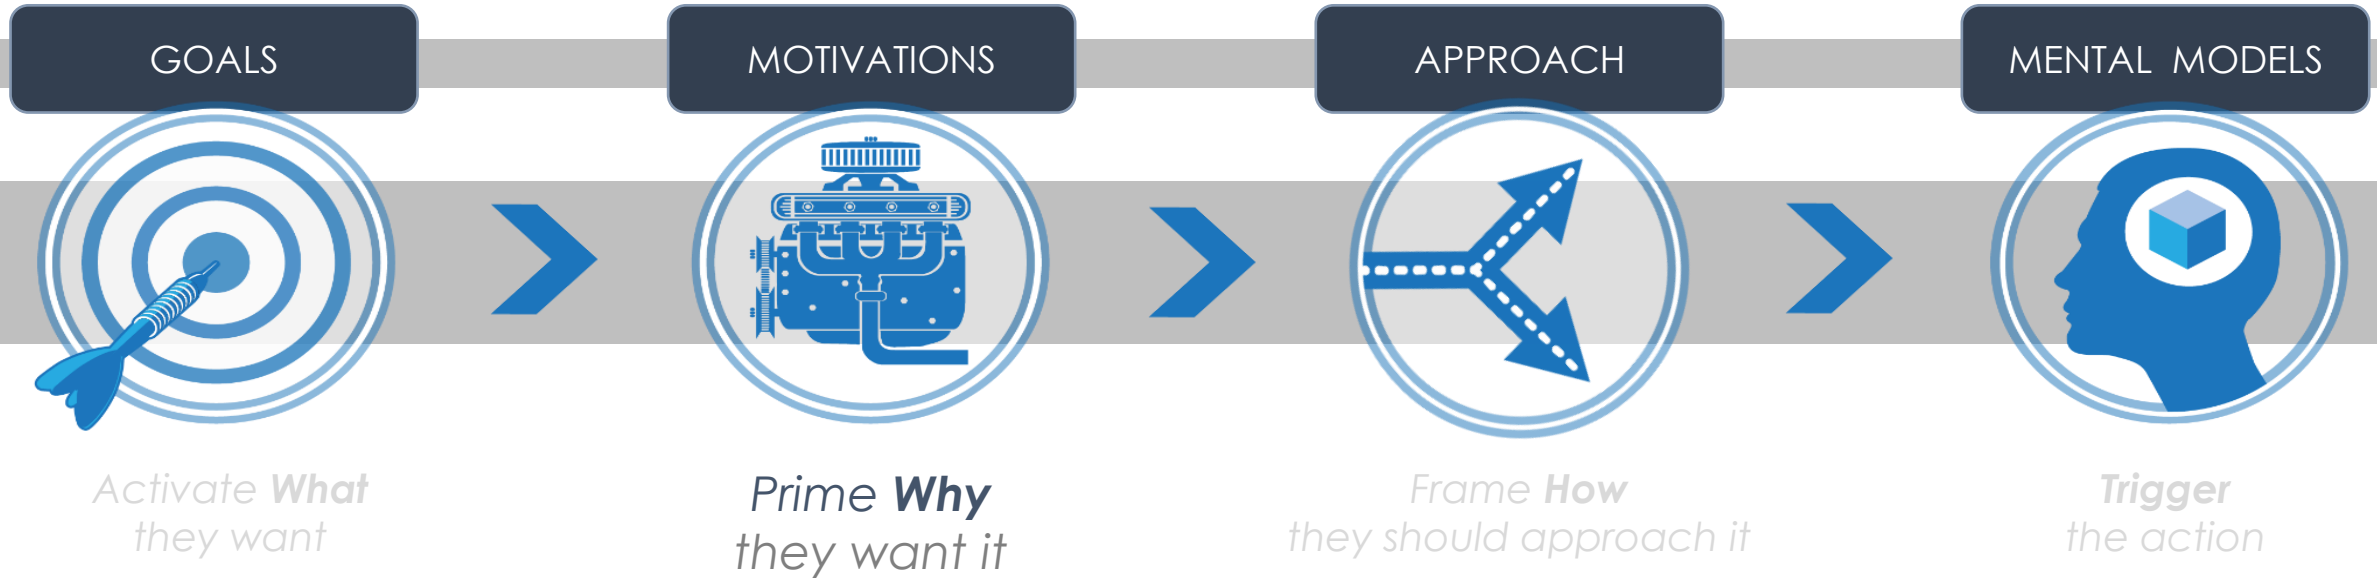 GOALS
MOTIVATIONS
APPROACH
MENTAL MODELS
Activate What
they want
Prime Why
they want it
Frame How
they should approach it
Trigger
the action